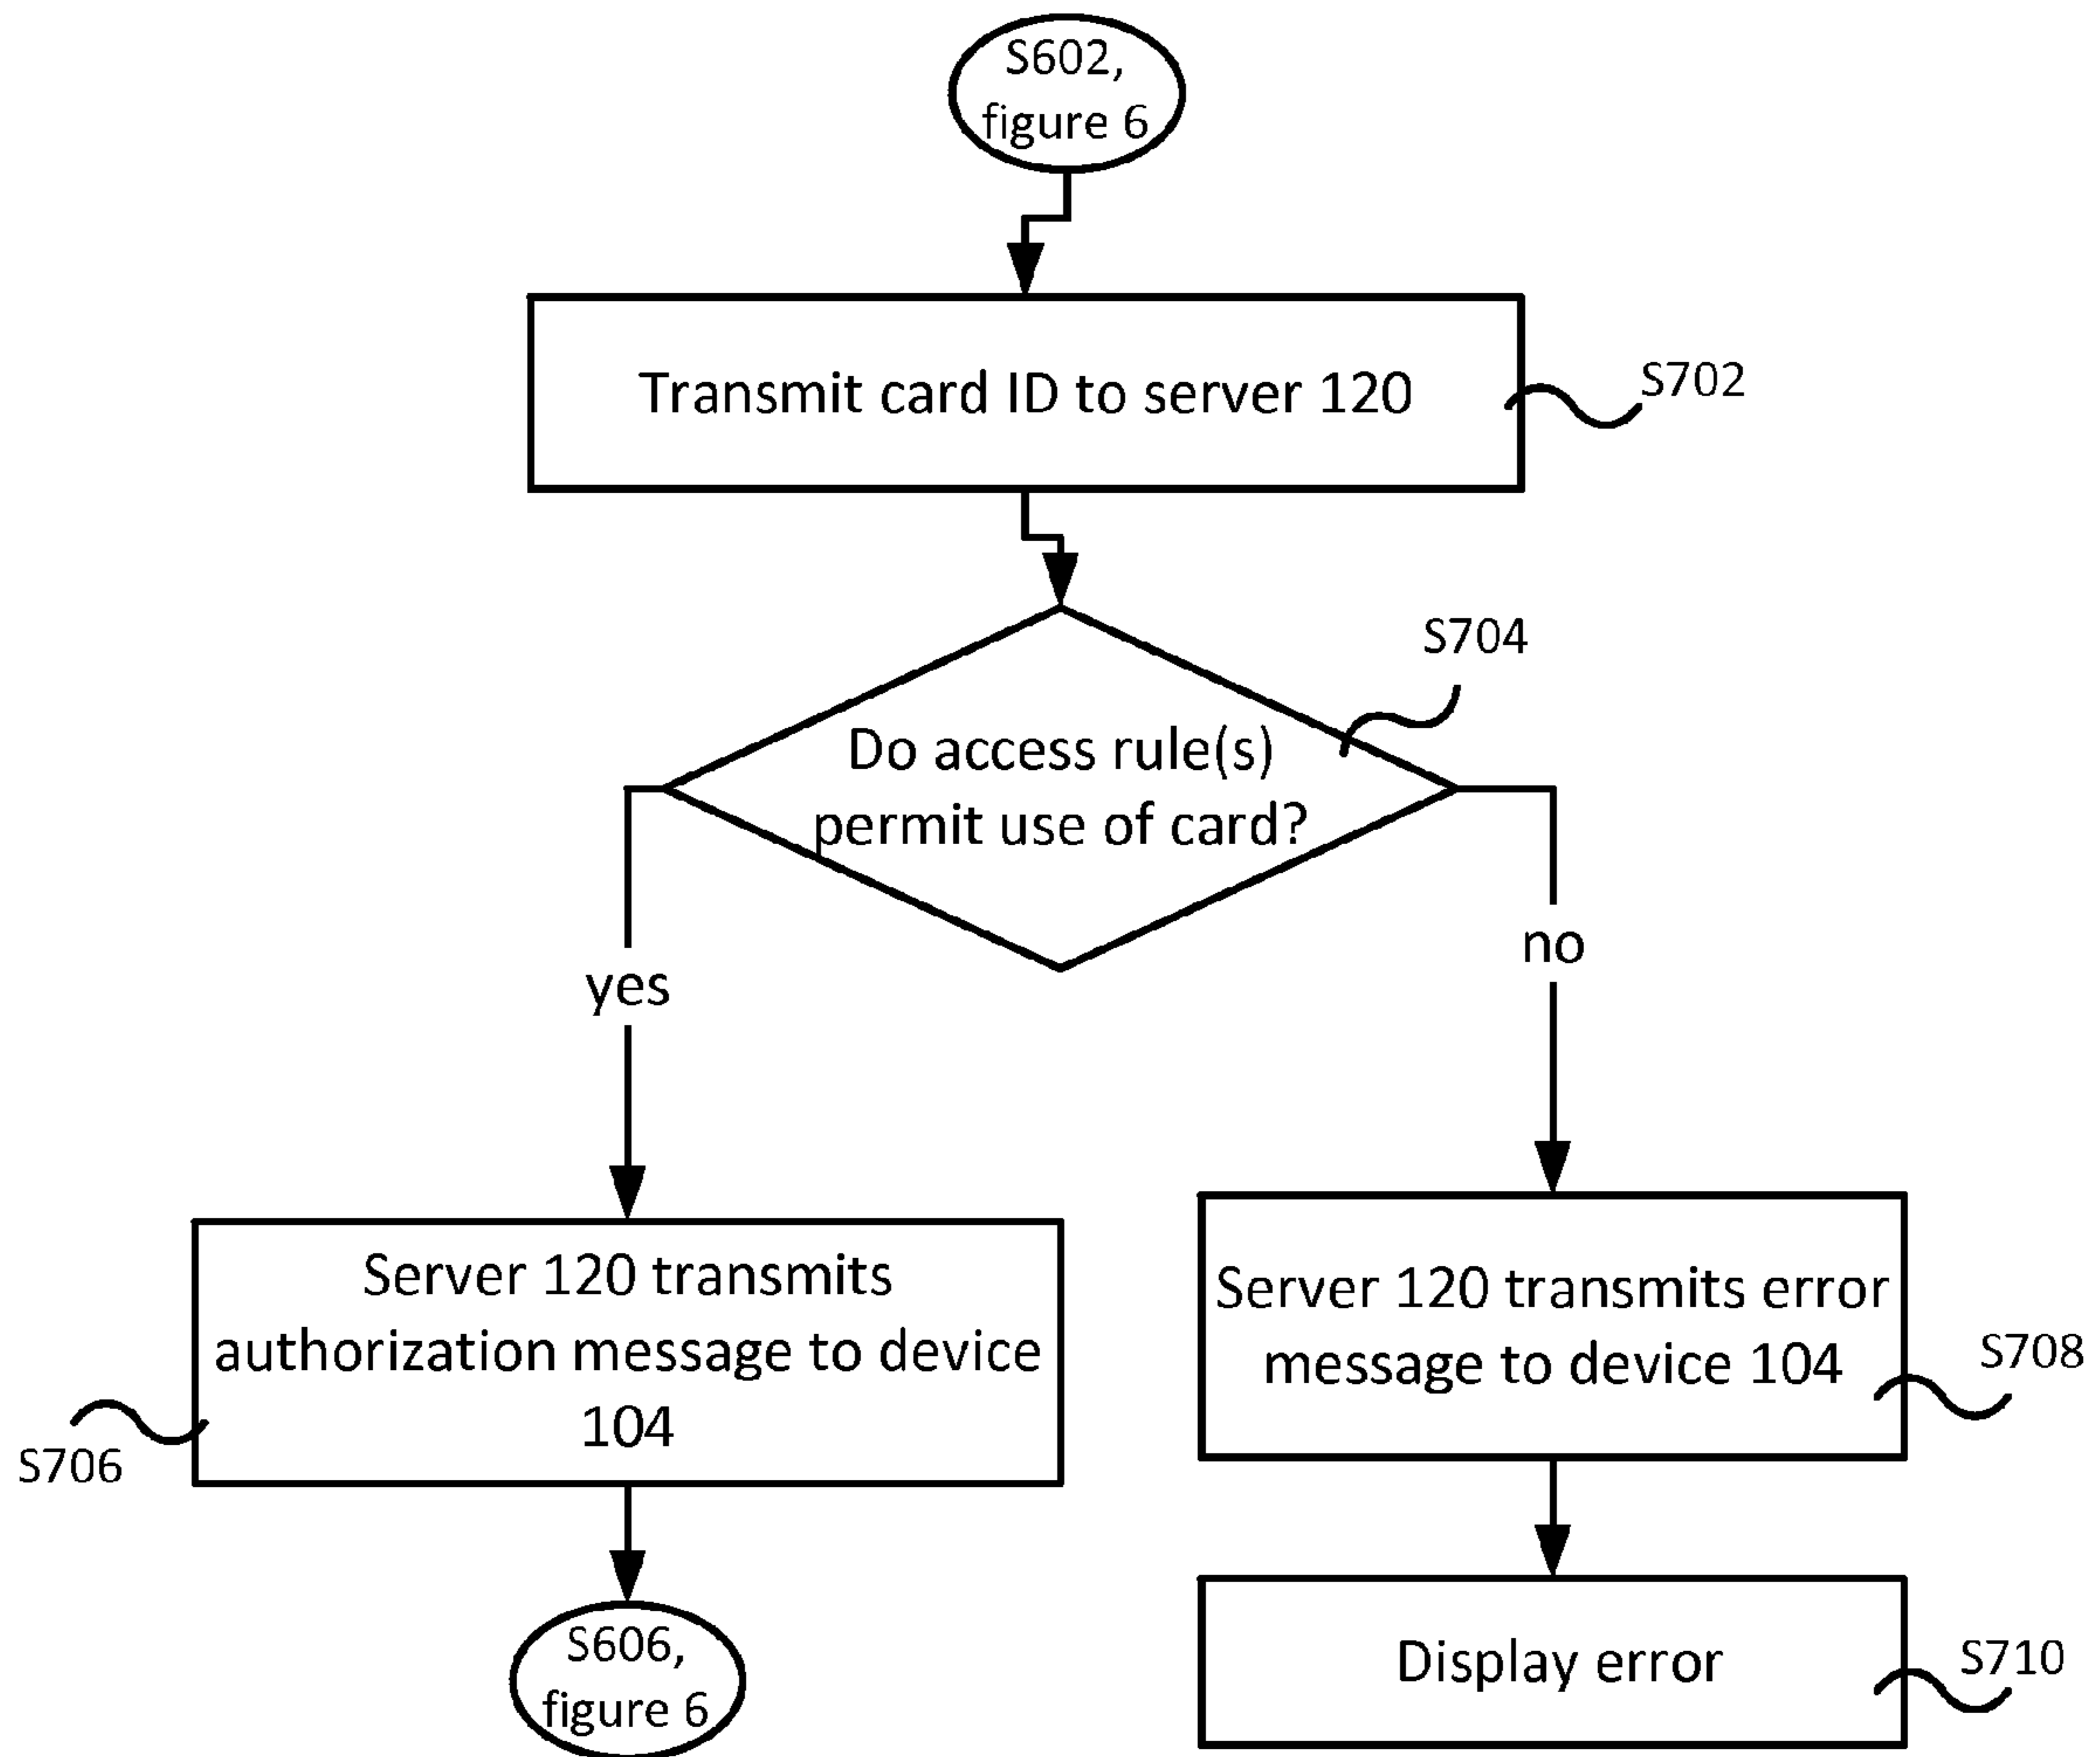 S602,
figure 6
Transmit card ID to server 120
S702
S704
Do access rule(s)
permit use of card?
yes
no
Server 120 transmits
authorization message to device
104
S706
Server 120 transmits error
message to device 104
S708
S606,
figure 6
Display error
S710